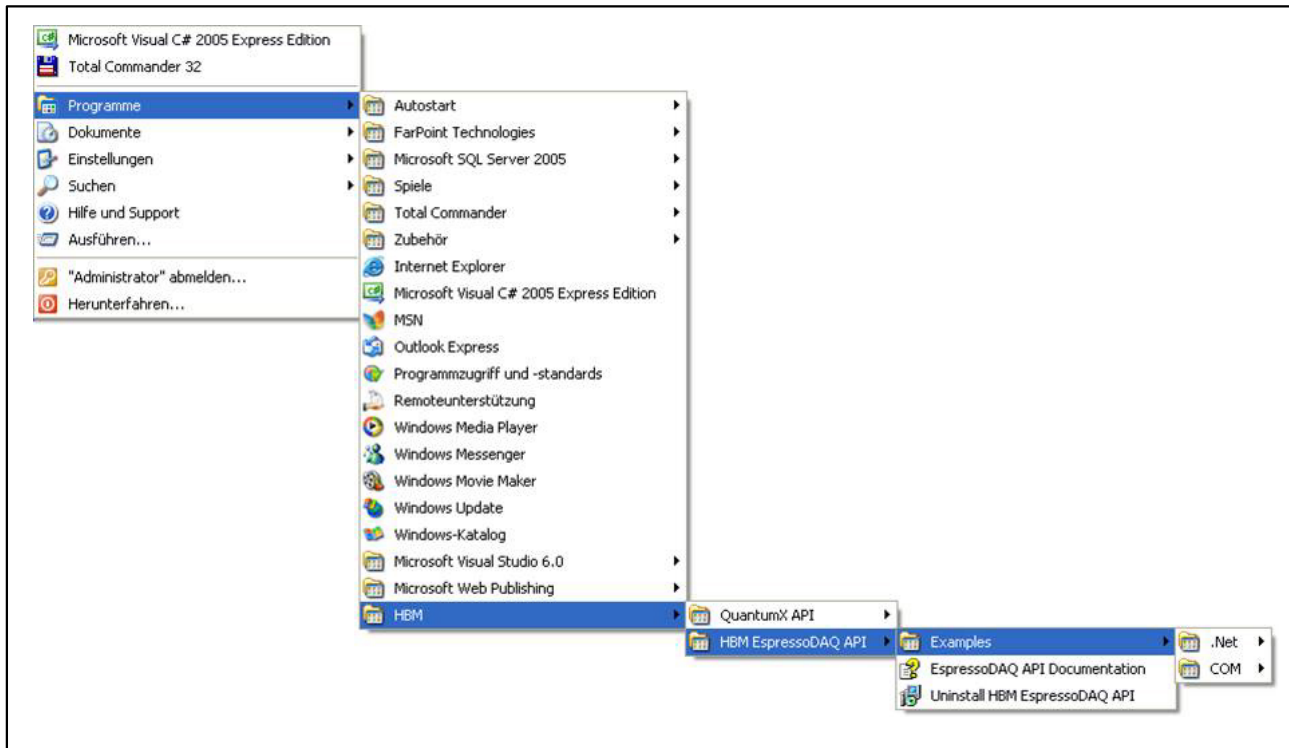 Microsoft Visual C# 2005 Express Edition
Total Commander 32
Programme
Dokumente
Einstellungen
Suchen
Hilfe und Support
Ausführen...
"Administrator" abmelden...
Herunterfahren...
Autostart
FarPoint Technologies
Microsoft SQL Server 2005
Spiele
Total Commander
Zubehör
Internet Explorer
Microsoft Visual C# 2005 Express Edition
MSN
Outlook Express
Programmzugriff und -standards
Remoteunterstützung
Windows Media Player
Windows Messenger
Windows Movie Maker
Windows Update
Windows-Katalog
Microsoft Visual Studio 6.0
Microsoft Web Publishing
HBM
QuantumX API
HBM EspressoDAQ API
Examples
EspressoDAQ API Documentation
Uninstall HBM EspressoDAQ API
.Net
COM